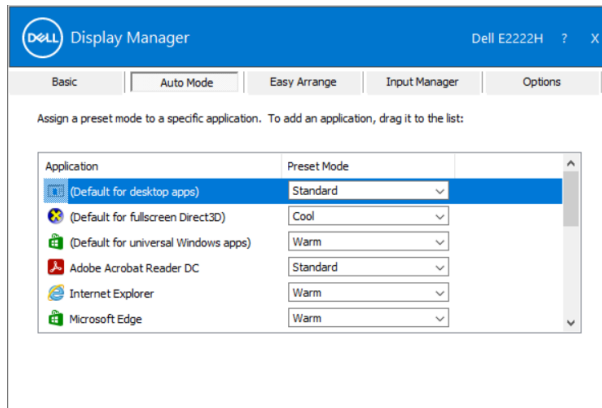 DELL Display Manager Dell E2222H ? X
Basic Auto Mode Easy Arrange Input Manager Options
Assign a preset mode to a specific application. To add an application, drag it to the list:
Application Preset Mode
(Default for desktop apps) Standard
(Default for fullscreen Direct3D) Cool
(Default for universal Windows apps) Warm
Adobe Acrobat Reader DC Standard
Internet Explorer Warm
Microsoft Edge Warm